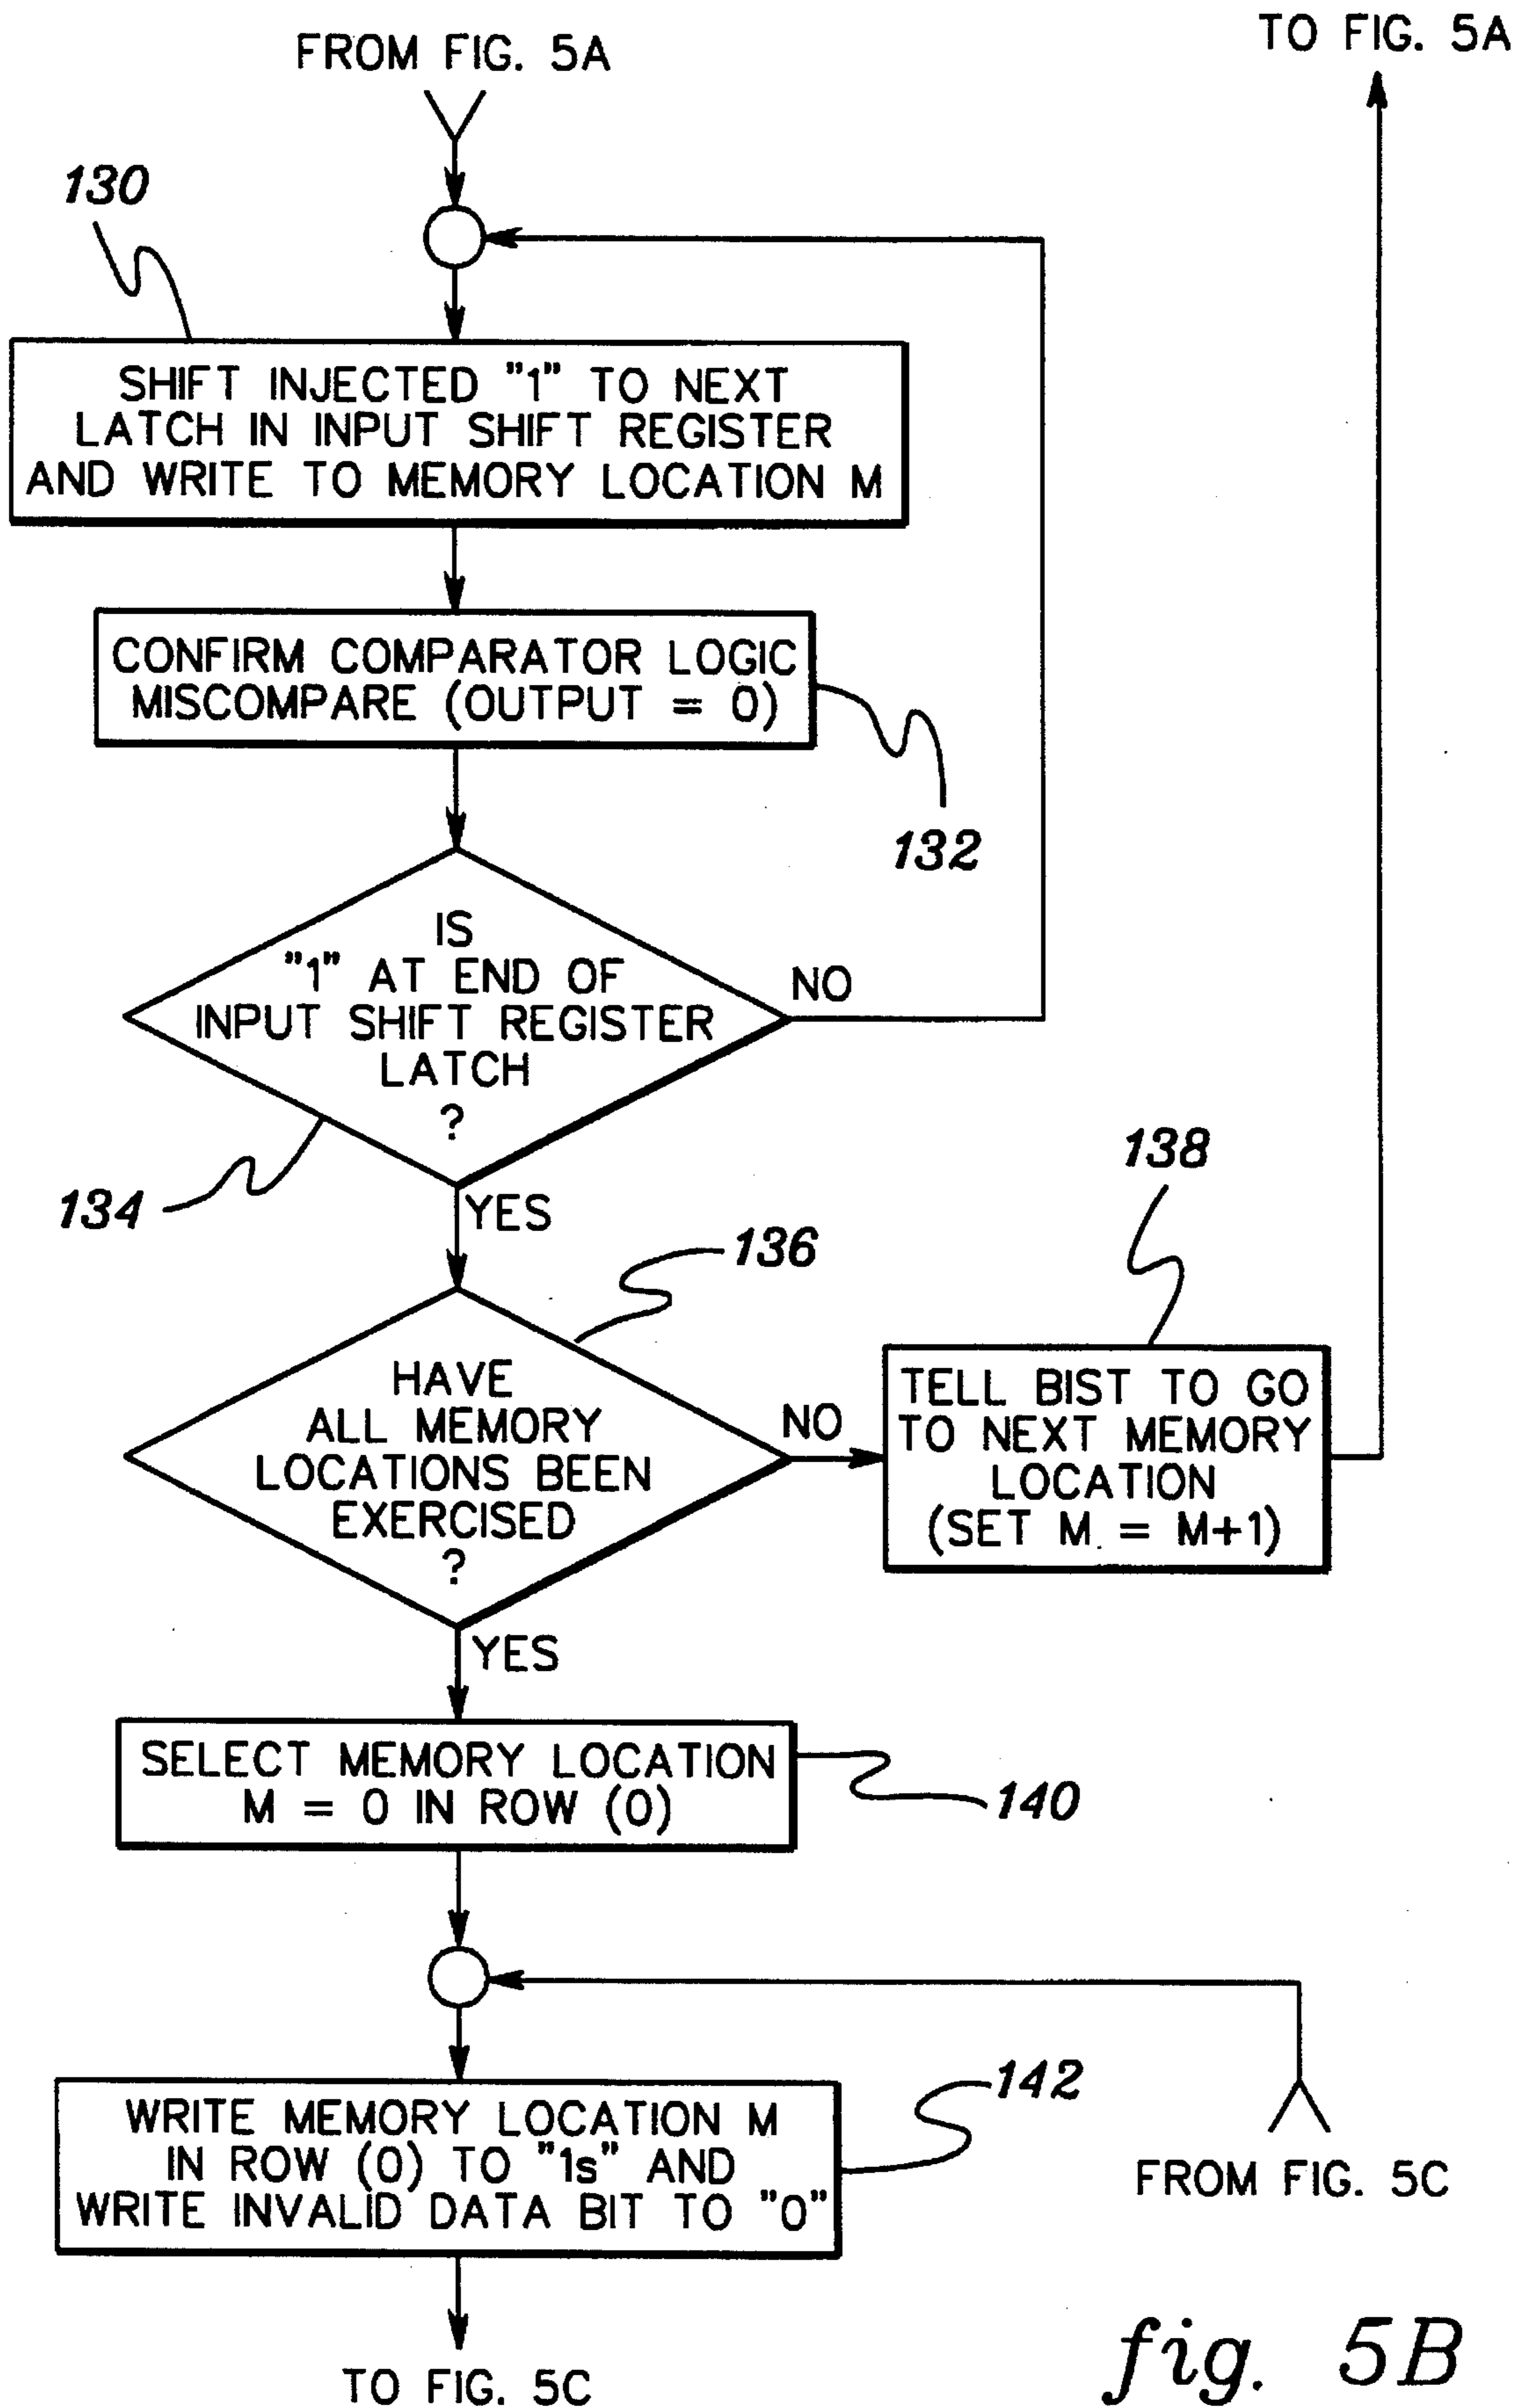 FROM FIG. 5A
TO FIG. 5A
130
SHIFT INJECTED "1" TO NEXT
LATCH IN INPUT SHIFT REGISTER
AND WRITE TO MEMORY LOCATION M
CONFIRM COMPARATOR LOGIC
MISCOMPARE (OUTPUT = 0)
132
IS
"1" AT END OF
INPUT SHIFT REGISTER
LATCH
?
NO
134
YES
136
138
HAVE
ALL MEMORY
LOCATIONS BEEN
EXERCISED
?
NO
TELL BIST TO GO
TO NEXT MEMORY
LOCATION
(SET M = M+1)
YES
SELECT MEMORY LOCATION
M = 0 IN ROW (0)
140
142
WRITE MEMORY LOCATION M
IN ROW (0) TO "1s" AND
WRITE INVALID DATA BIT TO "0"
FROM FIG. 5C
TO FIG. 5C
fig. 5B